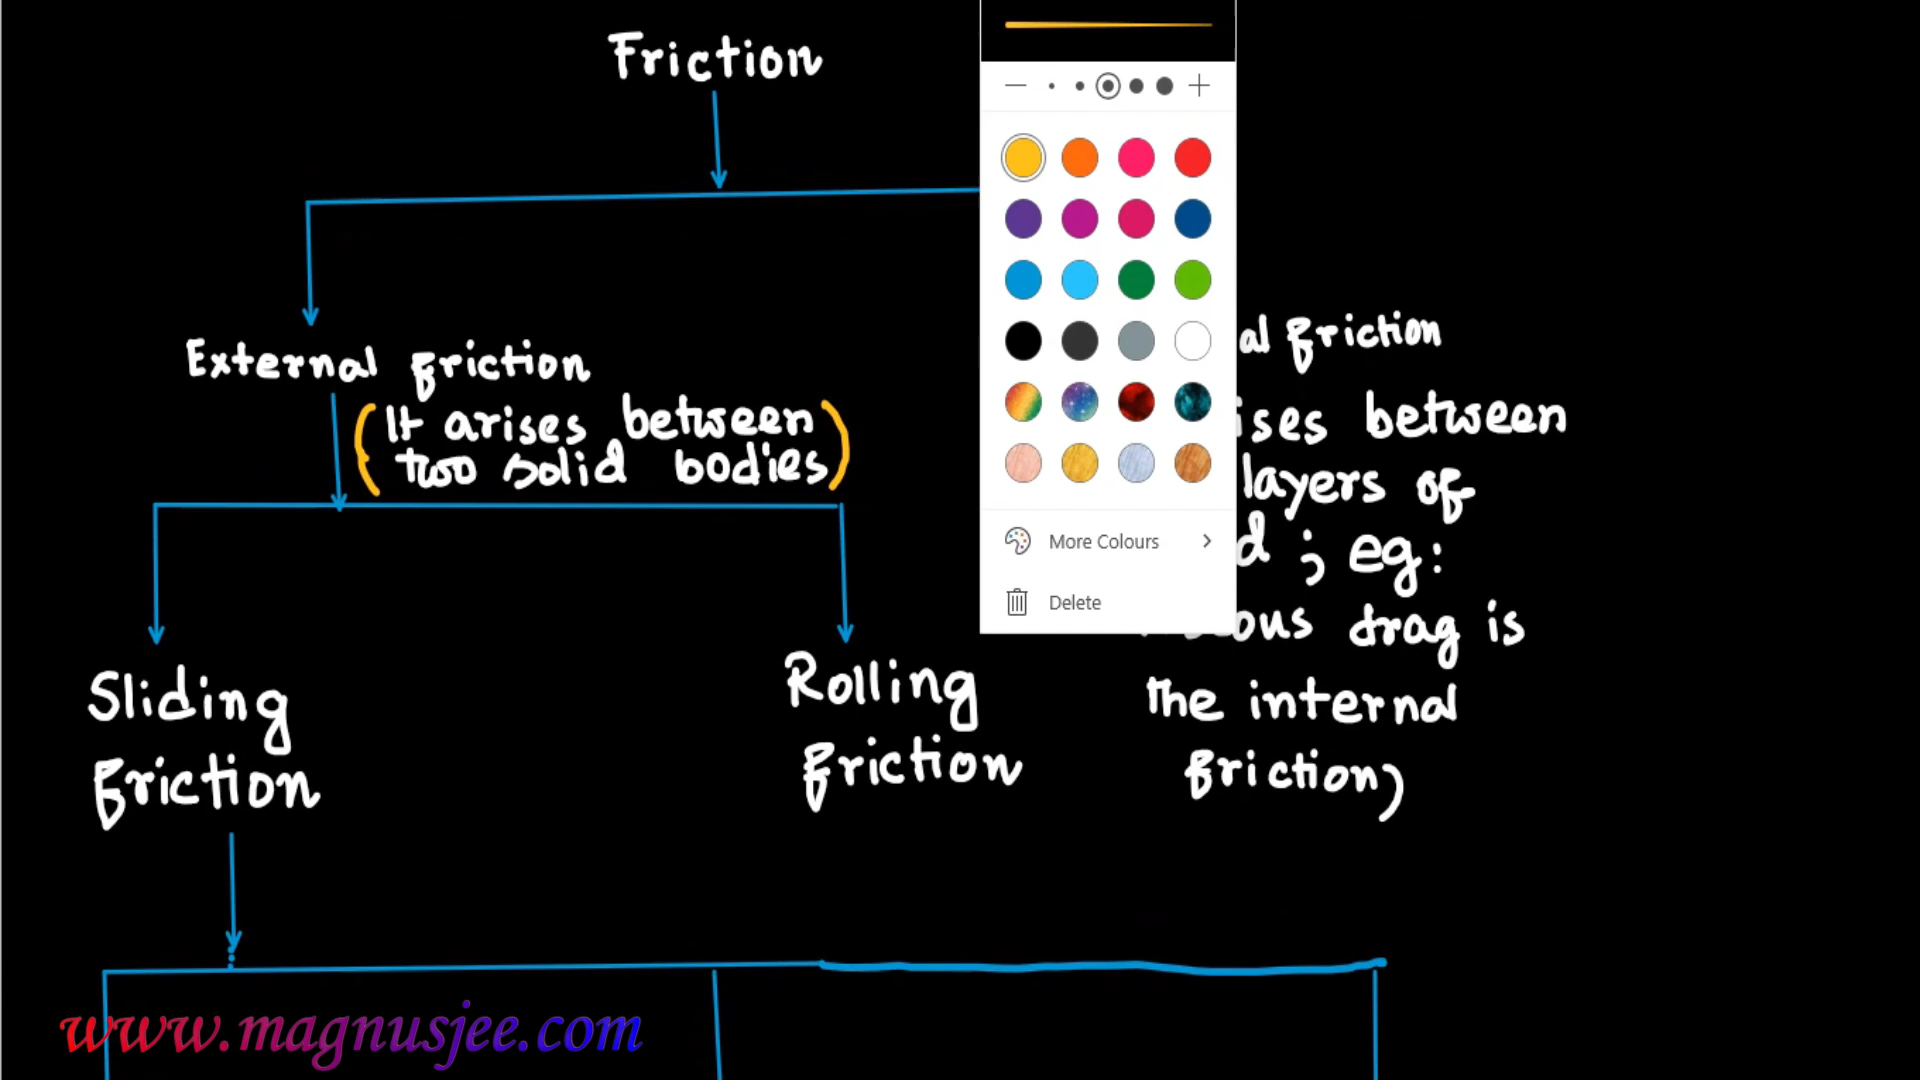 Friction
External friction
(It arises between
two solid bodies)
Sliding
friction
Rolling
friction
al friction
ises between
layers of
d ; eg:
ous drag is
the internal
friction)
More Colours
Delete
www.magnusjee.com